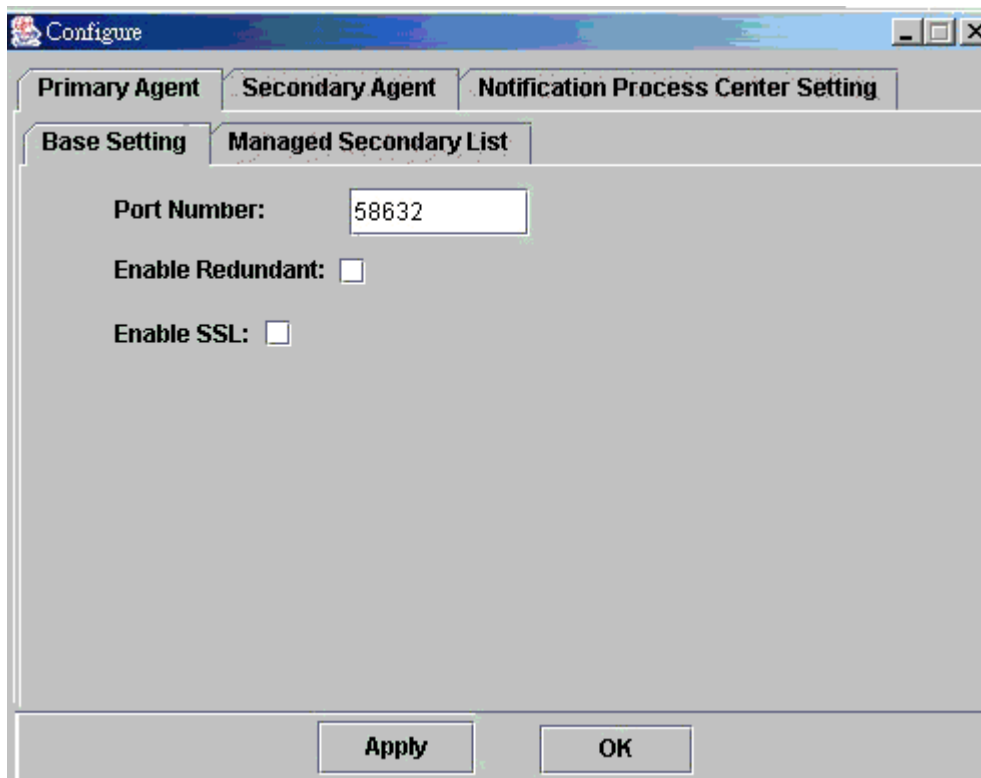 Configure
Primary Agent Secondary Agent Notification Process Center Setting
Base Setting Managed Secondary List
Port Number: 58632
Enable Redundant:
Enable SSL:
Apply OK